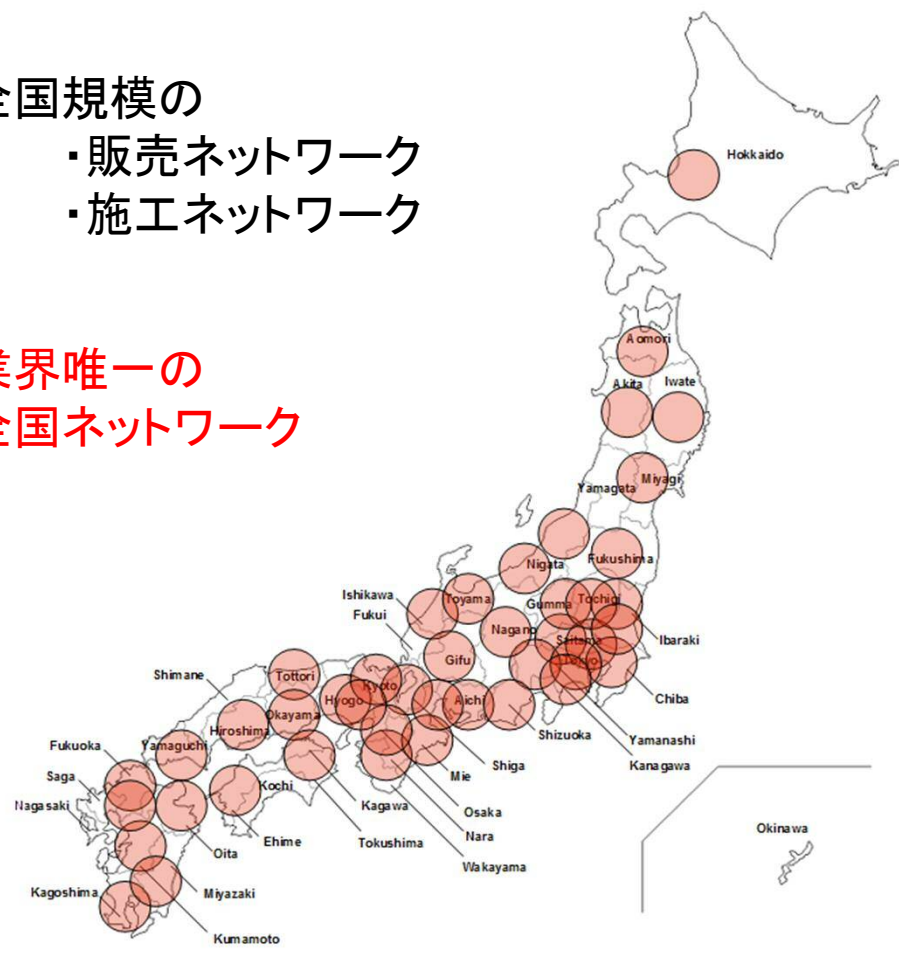 全国規模の
・販売ネットワーク
・施工ネットワーク
業界唯一の
全国ネットワーク
Hokkaido
Aomori
Akita
Iwate
Miyagi
Yamagata
Fukushima
Nigata
Ishikawa
Toyama
Gumma
Tochigi
Fukui
Nagano
Saitama
Ibaraki
Gifu
Tokyo
Shimane
Tottori
Kyoto
Chiba
Hyogo
Aichi
Okayama
Hiroshima
Shizuoka
Yamanashi
Fukuoka
Yamaguchi
Kanagawa
Shiga
Mie
Saga
Kochi
Nagasaki
Kagawa
Osaka
Okinawa
Nara
Ehime
Tokushima
Oita
Wakayama
Kagoshima
Miyazaki
Kumamoto